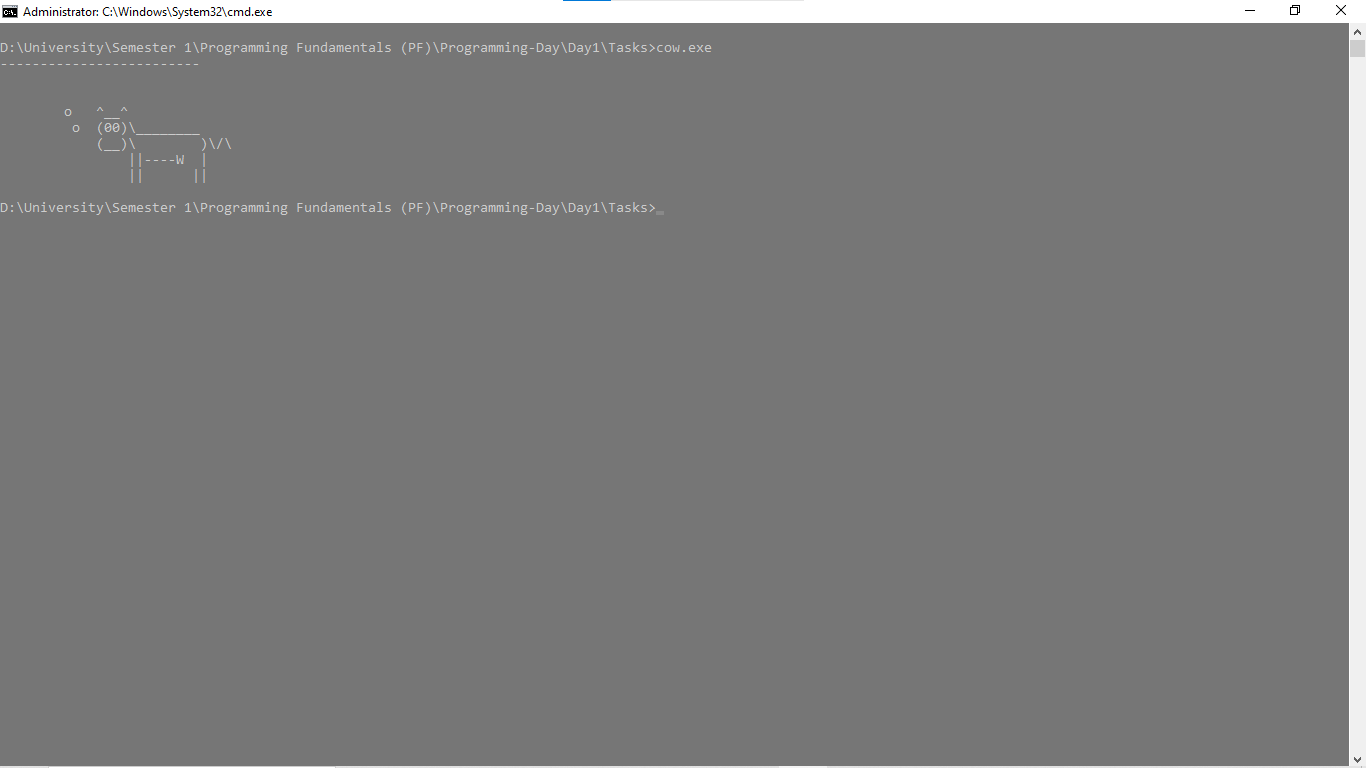 Administrator: C:\Windows\System32\cmd.exe
D:\University\Semester 1\Programming Fundamentals (PF)\Programming-Day\Day1\Tasks>cow.exe
-------------------------
        o   ^__^
         o  (00)\________
            (__)\        )\/\
                ||----W  |
                ||      ||
D:\University\Semester 1\Programming Fundamentals (PF)\Programming-Day\Day1\Tasks>_